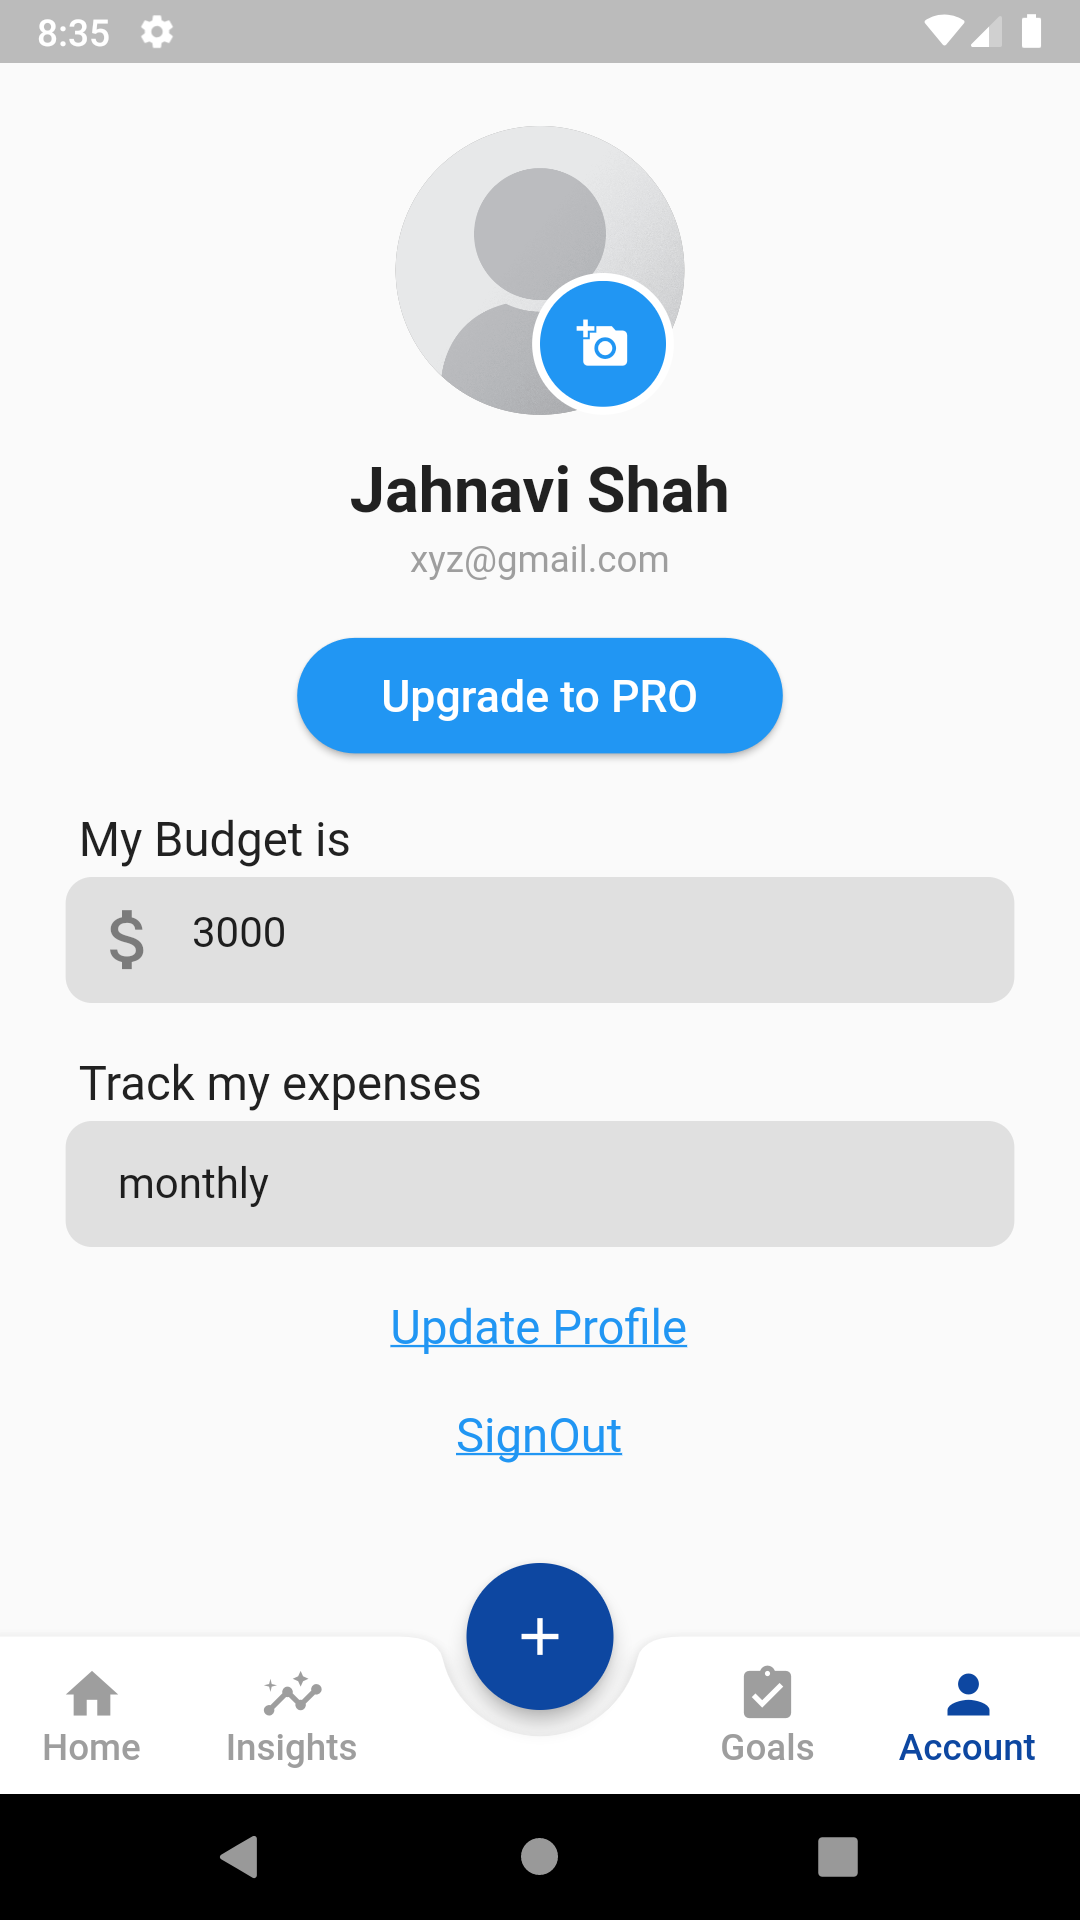 8:35
Jahnavi Shah
xyz@gmail.com
Upgrade to PRO
My Budget is
$ 3000
Track my expenses
monthly
Update Profile
SignOut
Home Insights Goals Account